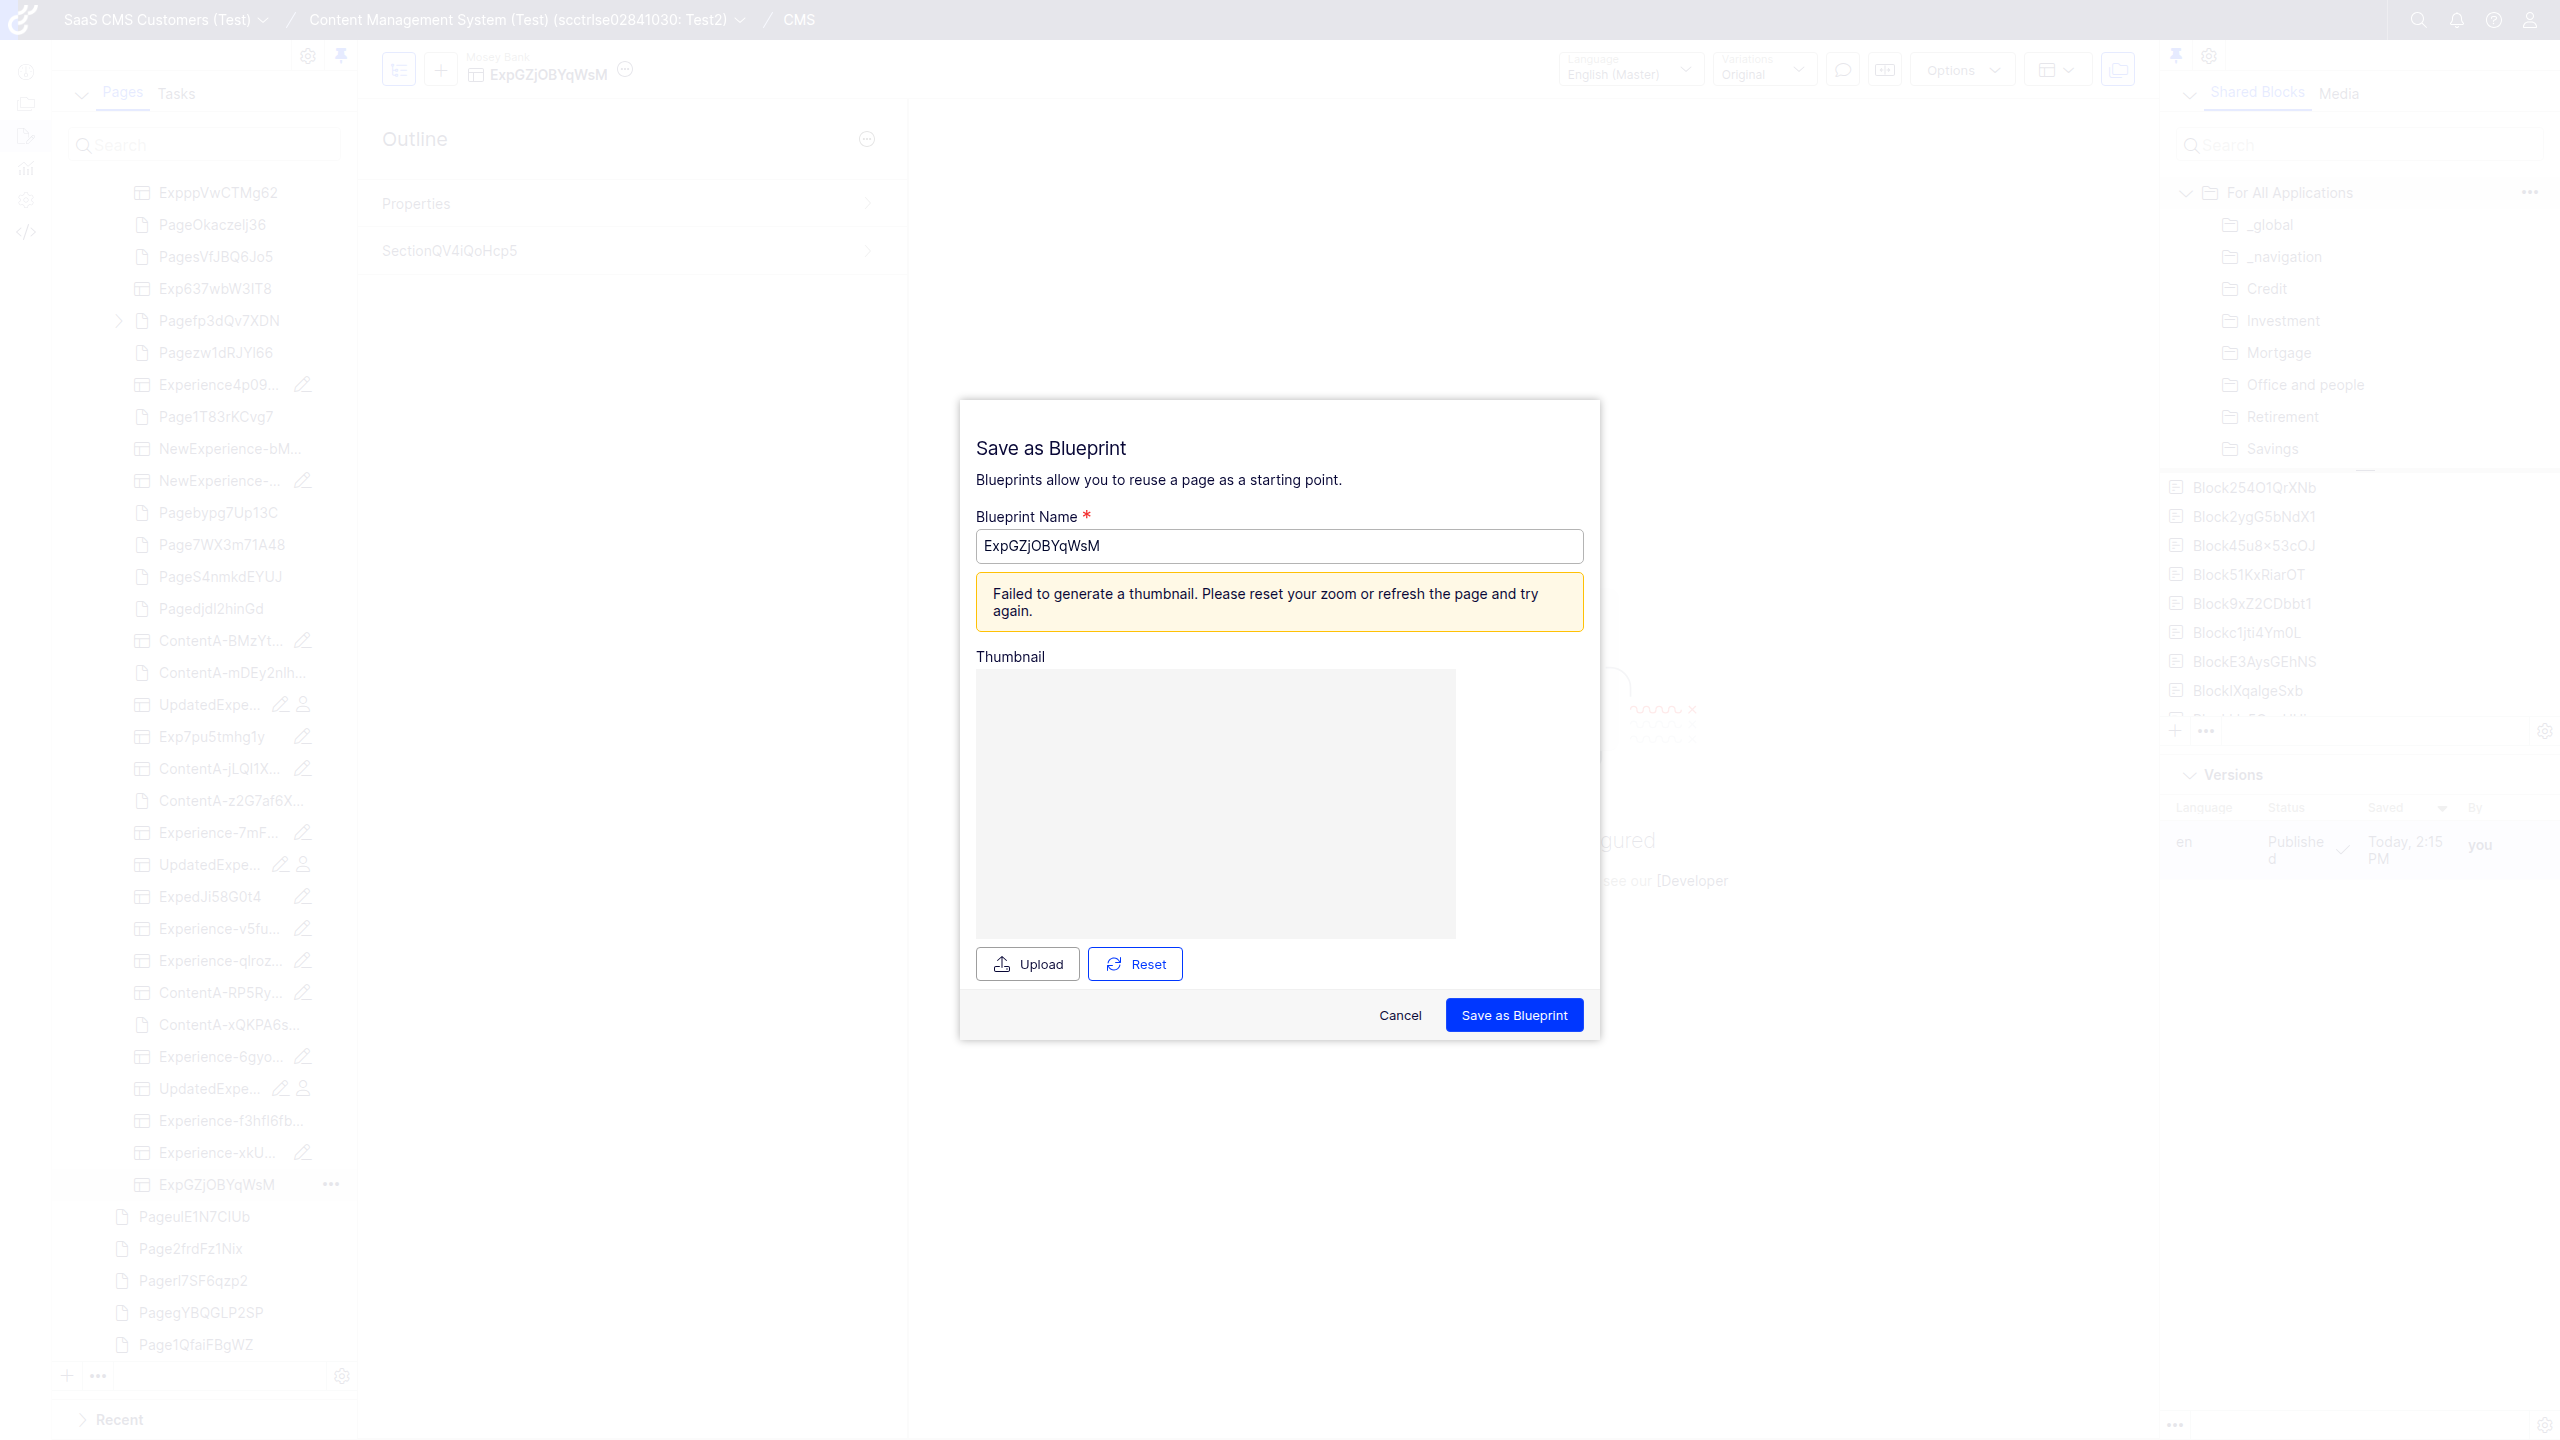 SaaS CMS Customers (Test) / Content Management System (Test) (scctrlse02841030: Test2) / CMS
Pages Tasks
Search
ExpppVwCTMg62
PageOkaczelj36
PagesVfJBQ6Jo5
Exp637wbW3IT8
Pagefp3dQv7XDN
Pagezw1dRJYl66
Experience4p09...
Page1T83rKCvg7
NewExperience-bM...
NewExperience-...
Pagebypg7Up13C
Page7WX3m71A48
PageS4nmkdEYUJ
Pagedjdl2hinGd
ContentA-BMzYt...
ContentA-mDEy2nlh...
UpdatedExpe...
Exp7pu5tmhg1y
ContentA-jLQI1X...
ContentA-z2G7af6X...
Experience-7mF...
UpdatedExpe...
ExpedJi58G0t4
Experience-v5fu...
Experience-qlroz...
ContentA-RP5Ry...
ContentA-xQKPA6s...
Experience-6gyo...
UpdatedExpe...
Experience-f3hfl6fb...
Experience-xkU...
ExpGZjOBYqWsM
PageulE1N7CIUb
Page2frdFz1Nix
Pagerl7SF6qzp2
PagegYBQGLP2SP
Page1QfaiFBgWZ
Recent
Mosey Bank
ExpGZjOBYqWsM
Language
English (Master)
Variations
Original
Options
Outline
Properties
SectionQV4iQoHcp5
Save as Blueprint
Blueprints allow you to reuse a page as a starting point.
Blueprint Name *
ExpGZjOBYqWsM
Failed to generate a thumbnail. Please reset your zoom or refresh the page and try
again.
Thumbnail
Upload Reset
Cancel Save as Blueprint
gured
see our [Developer
Shared Blocks Media
Search
For All Applications
_global
_navigation
Credit
Investment
Mortgage
Office and people
Retirement
Savings
Block254O1QrXNb
Block2ygG5bNdX1
Block45u8x53cOJ
Block51KxRiarOT
Block9xZ2CDbbt1
Blockc1jti4Ym0L
BlockE3AysGEhNS
BlockIXqalgeSxb
Versions
Language Status Saved By
en Publishe Today, 2:15 you
d PM